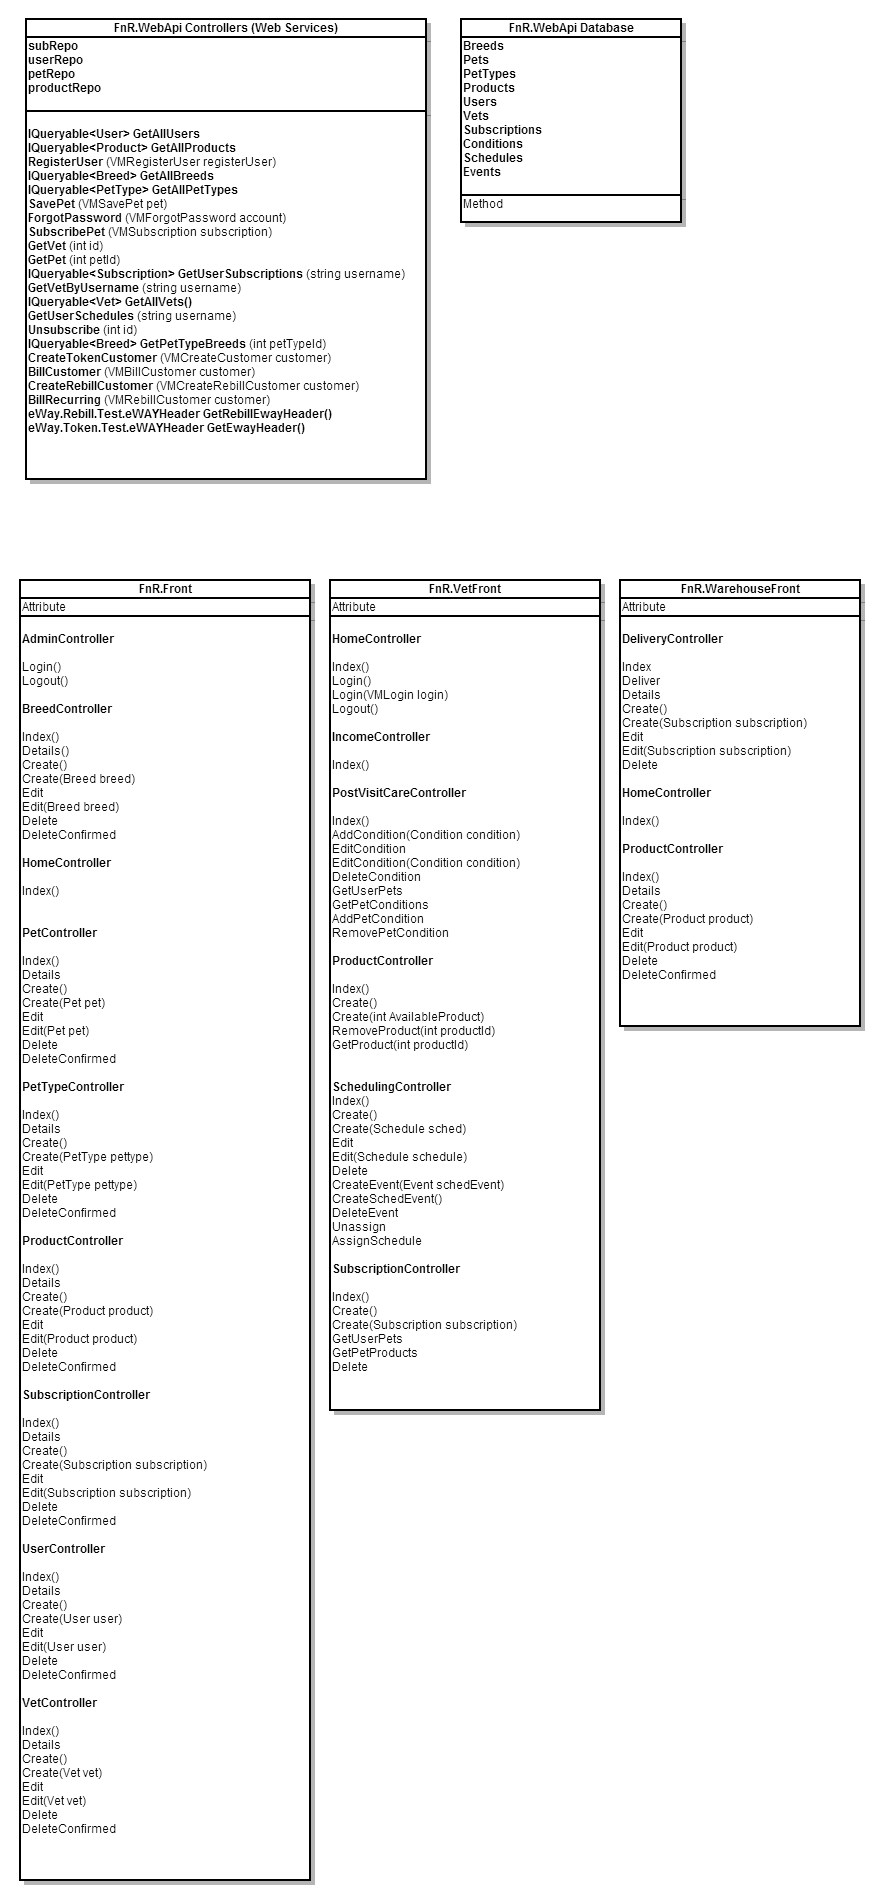 FnR.WebApi Controllers (Web Services)
subRepo
userRepo
petRepo
productRepo
IQueryable<User> GetAllUsers
IQueryable<Product> GetAllProducts
RegisterUser (VMRegisterUser registerUser)
IQueryable<Breed> GetAllBreeds
IQueryable<PetType> GetAllPetTypes
SavePet (VMSavePet pet)
ForgotPassword (VMForgotPassword account)
SubscribePet (VMSubscription subscription)
GetVet (int id)
GetPet (int petId)
IQueryable<Subscription> GetUserSubscriptions (string username)
GetVetByUsername (string username)
IQueryable<Vet> GetAllVets()
GetUserSchedules (string username)
Unsubscribe (int id)
IQueryable<Breed> GetPetTypeBreeds (int petTypeId)
CreateTokenCustomer (VMCreateCustomer customer)
BillCustomer (VMBillCustomer customer)
CreateRebillCustomer (VMCreateRebillCustomer customer)
BillRecurring (VMRebillCustomer customer)
eWay.Rebill.Test.eWAYHeader GetRebillEwayHeader()
eWay.Token.Test.eWAYHeader GetEwayHeader()
FnR.WebApi Database
Breeds
Pets
PetTypes
Products
Users
Vets
Subscriptions
Conditions
Schedules
Events
Method
FnR.Front
Attribute
AdminController
Login()
Logout()
BreedController
Index()
Details()
Create()
Create(Breed breed)
Edit
Edit(Breed breed)
Delete
DeleteConfirmed
HomeController
Index()
PetController
Index()
Details
Create()
Create(Pet pet)
Edit
Edit(Pet pet)
Delete
DeleteConfirmed
PetTypeController
Index()
Details
Create()
Create(PetType pettype)
Edit
Edit(PetType pettype)
Delete
DeleteConfirmed
ProductController
Index()
Details
Create()
Create(Product product)
Edit
Edit(Product product)
Delete
DeleteConfirmed
SubscriptionController
Index()
Details
Create()
Create(Subscription subscription)
Edit
Edit(Subscription subscription)
Delete
DeleteConfirmed
UserController
Index()
Details
Create()
Create(User user)
Edit
Edit(User user)
Delete
DeleteConfirmed
VetController
Index()
Details
Create()
Create(Vet vet)
Edit
Edit(Vet vet)
Delete
DeleteConfirmed
FnR.VetFront
Attribute
HomeController
Index()
Login()
Login(VMLogin login)
Logout()
IncomeController
Index()
PostVisitCareController
Index()
AddCondition(Condition condition)
EditCondition
EditCondition(Condition condition)
DeleteCondition
GetUserPets
GetPetConditions
AddPetCondition
RemovePetCondition
ProductController
Index()
Create()
Create(int AvailableProduct)
RemoveProduct(int productId)
GetProduct(int productId)
SchedulingController
Index()
Create()
Create(Schedule sched)
Edit
Edit(Schedule schedule)
Delete
CreateEvent(Event schedEvent)
CreateSchedEvent()
DeleteEvent
Unassign
AssignSchedule
SubscriptionController
Index()
Create()
Create(Subscription subscription)
GetUserPets
GetPetProducts
Delete
FnR.WarehouseFront
Attribute
DeliveryController
Index
Deliver
Details
Create()
Create(Subscription subscription)
Edit
Edit(Subscription subscription)
Delete
HomeController
Index()
ProductController
Index()
Details
Create()
Create(Product product)
Edit
Edit(Product product)
Delete
DeleteConfirmed